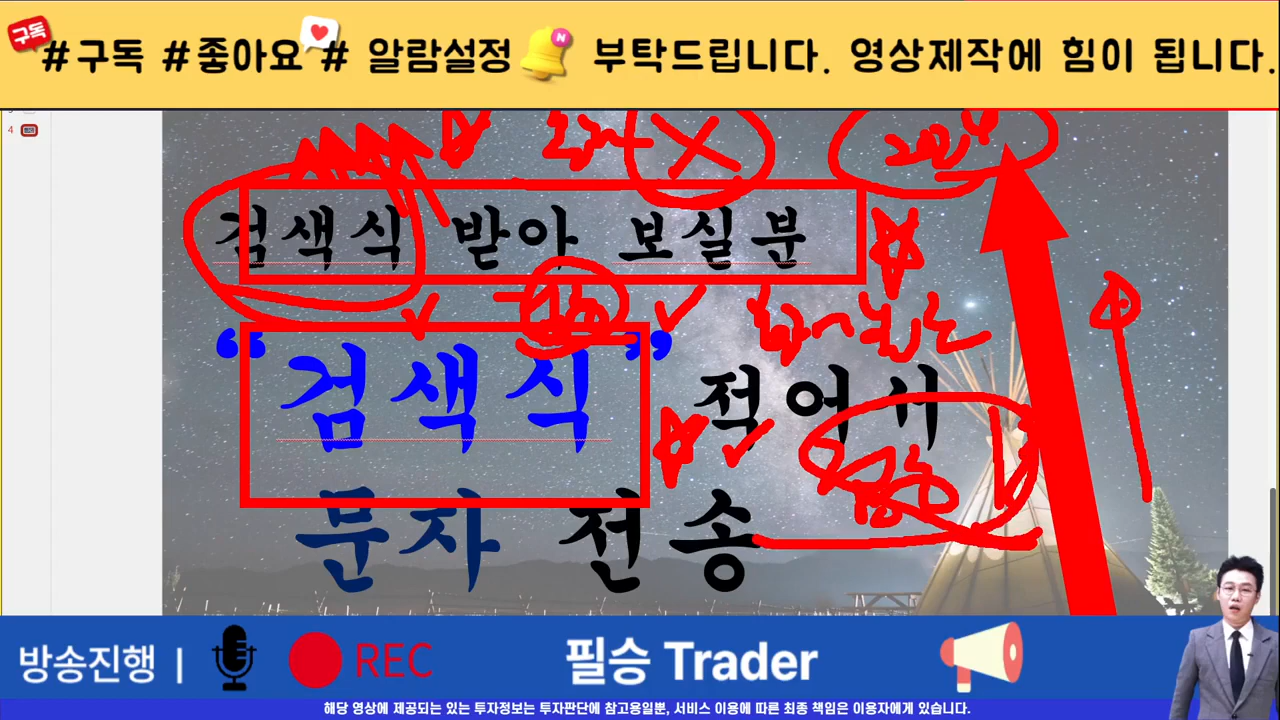 구독
#구독 #좋아요 # 알람설정 N 부탁드립니다. 영상제작에 힘이 됩니다.
4
검색식 받아 보실분
“검색식” 적어서
문자 전송
방송진행 | REC 필승 Trader
해당 영상에 제공되는 있는 투자정보는 투자판단에 참고용일뿐, 서비스 이용에 따른 최종 책임은 이용자에게 있습니다.